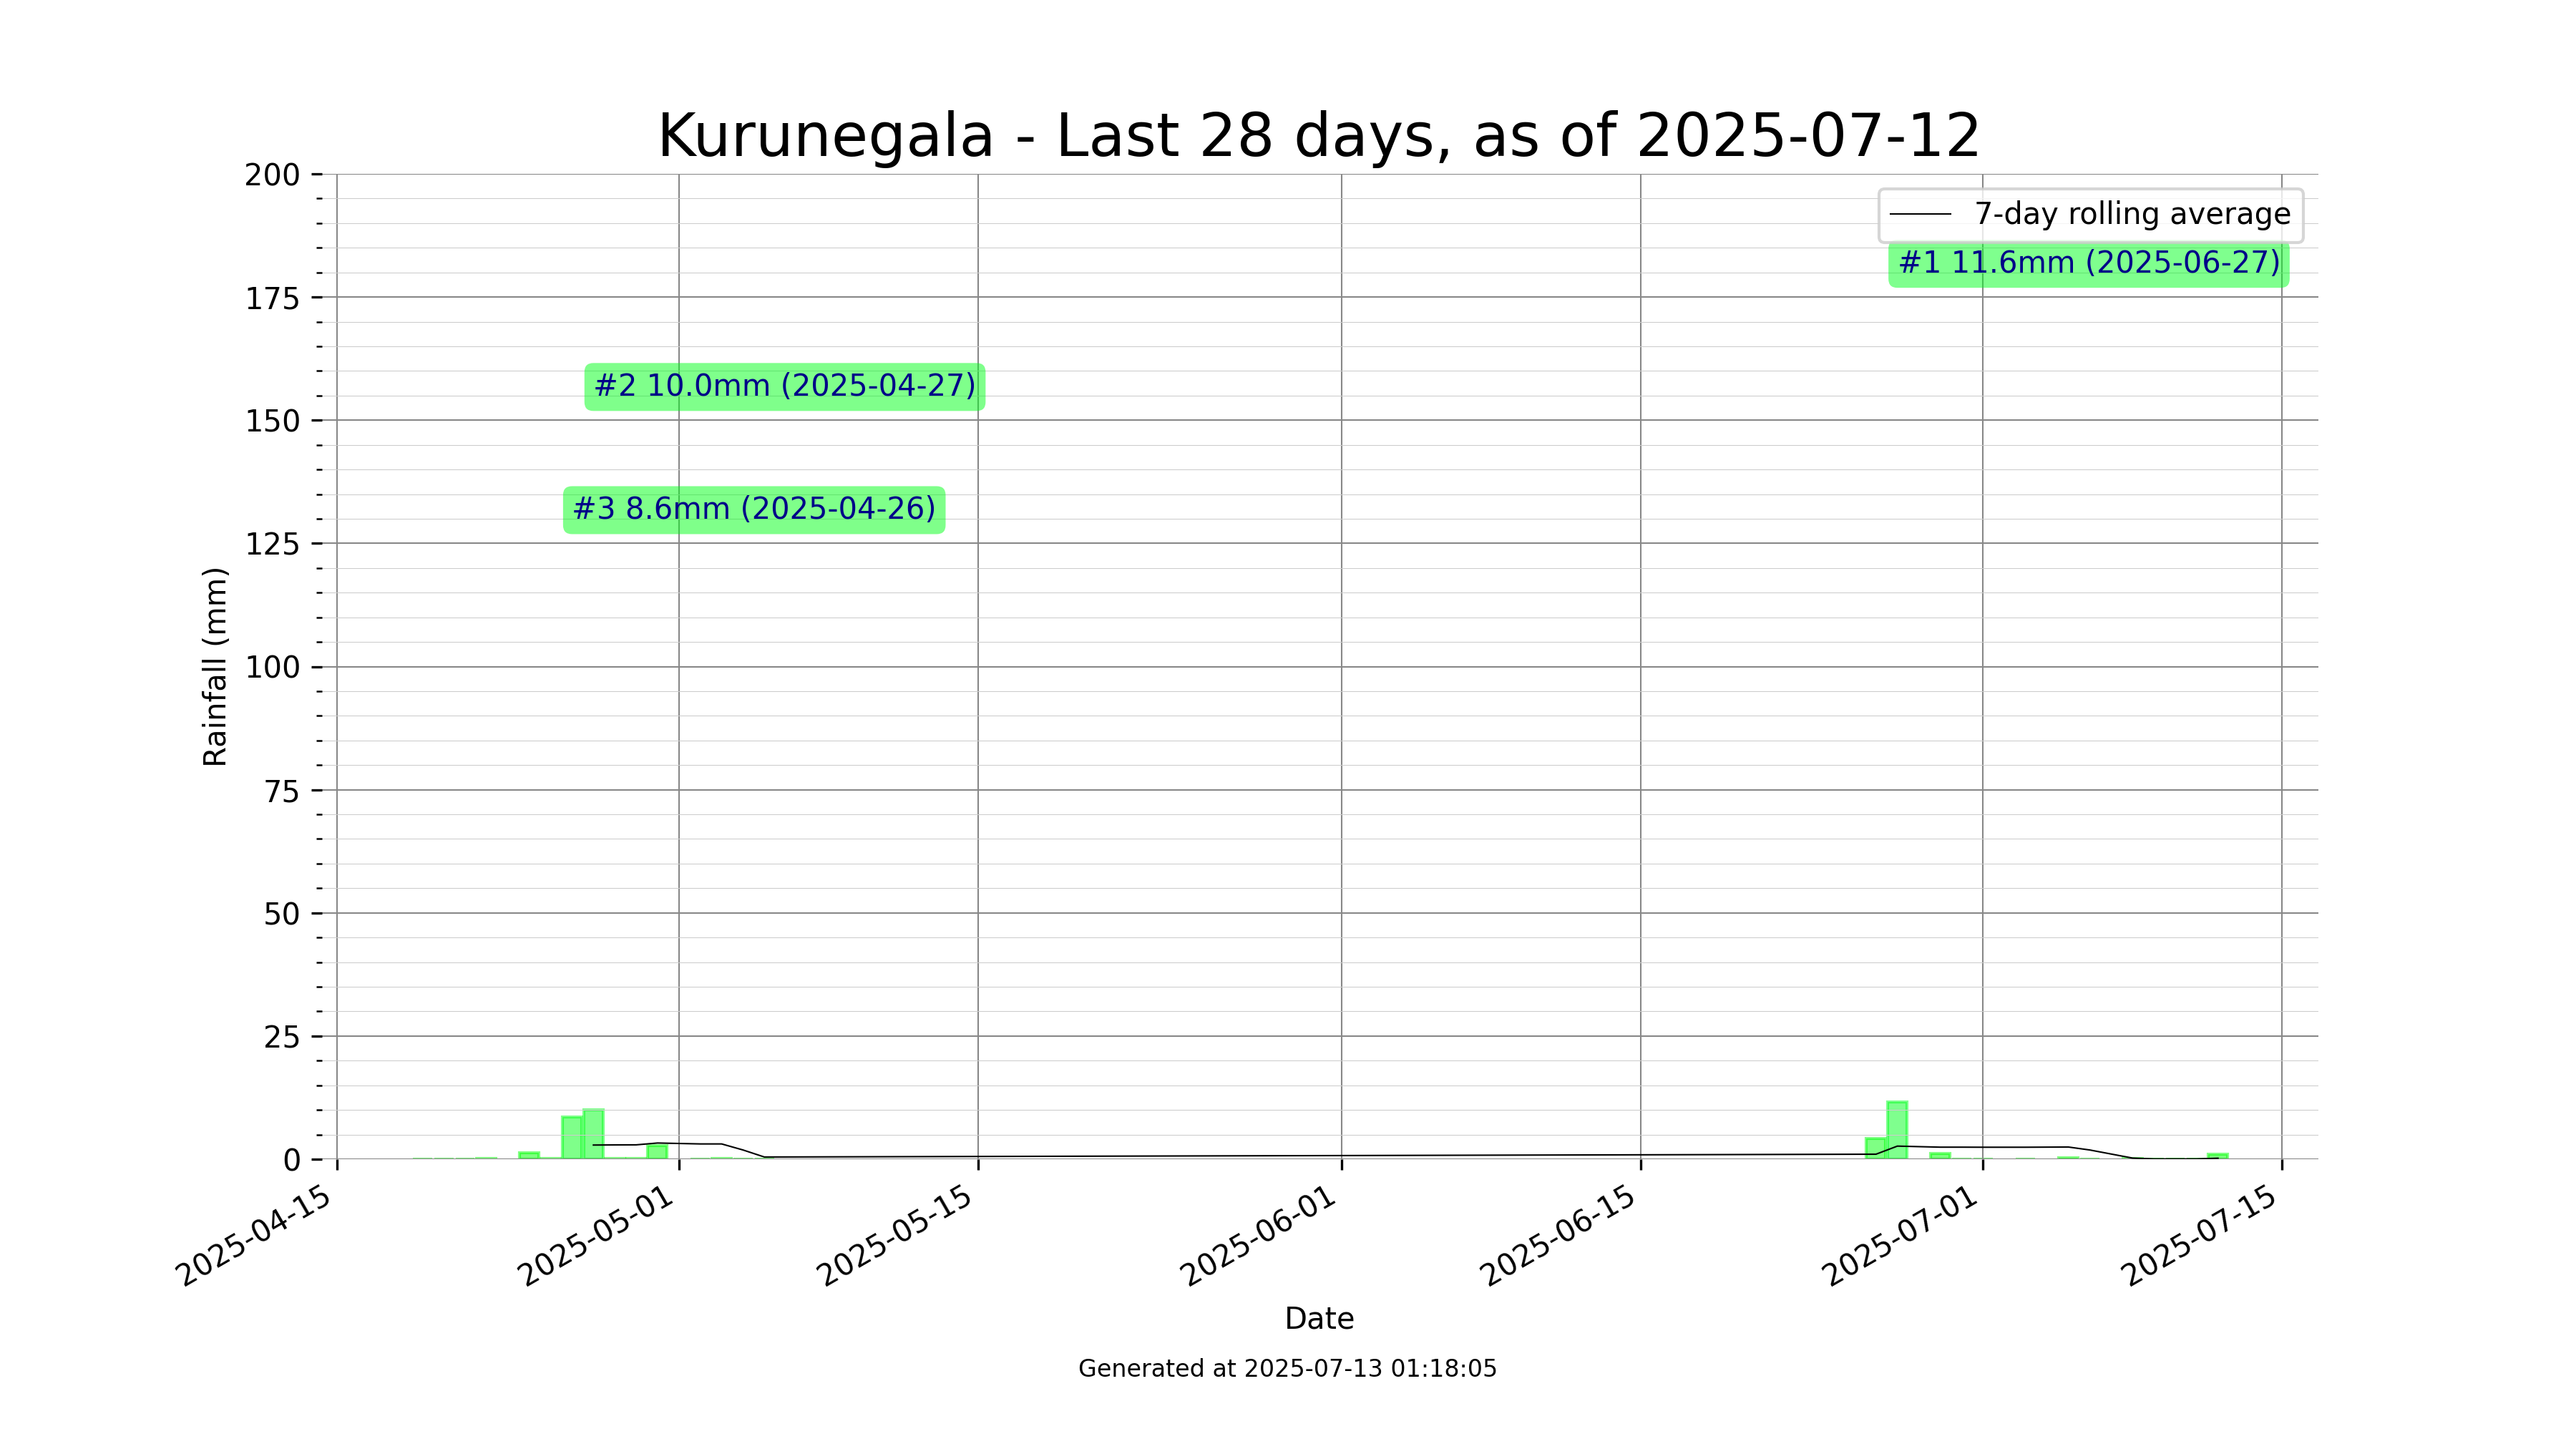 Kurunegala - Last 28 days, as of 2025-07-12
200
175
150
125
100
75
50
25
0
Rainfall (mm)
7-day rolling average
#1 11.6mm (2025-06-27)
#2 10.0mm (2025-04-27)
#3 8.6mm (2025-04-26)
2025-04-15
2025-05-01
2025-05-15
2025-06-01
2025-06-15
2025-07-01
2025-07-15
Date
Generated at 2025-07-13 01:18:05